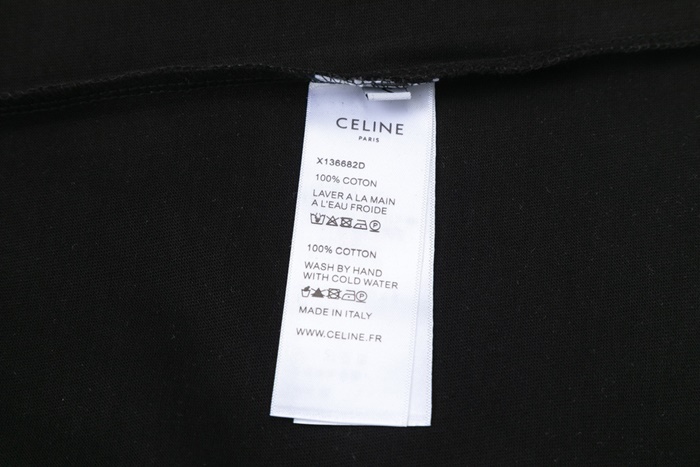 CELINE
PARIS
X136682D
100% COTON
LAVER A LA MAIN
A L'EAU FROIDE
100% COTTON
WASH BY HAND
WITH COLD WATER
MADE IN ITALY
WWW.CELINE.FR